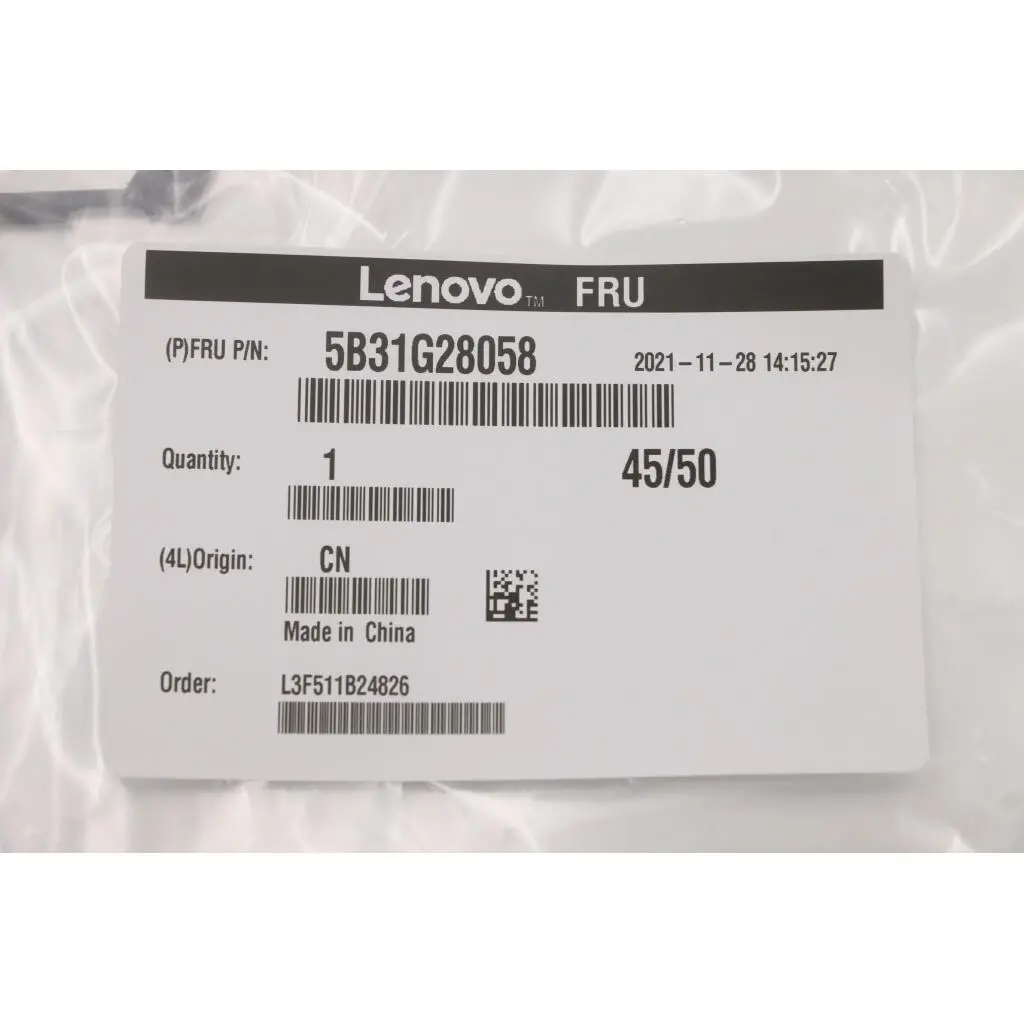 Lenovo™ FRU
(P)FRU P/N: 5B31G28058 2021-11-28 14:15:27
Quantity: 1 45/50
(4L)Origin: CN
Made in China
Order: L3F511B24826